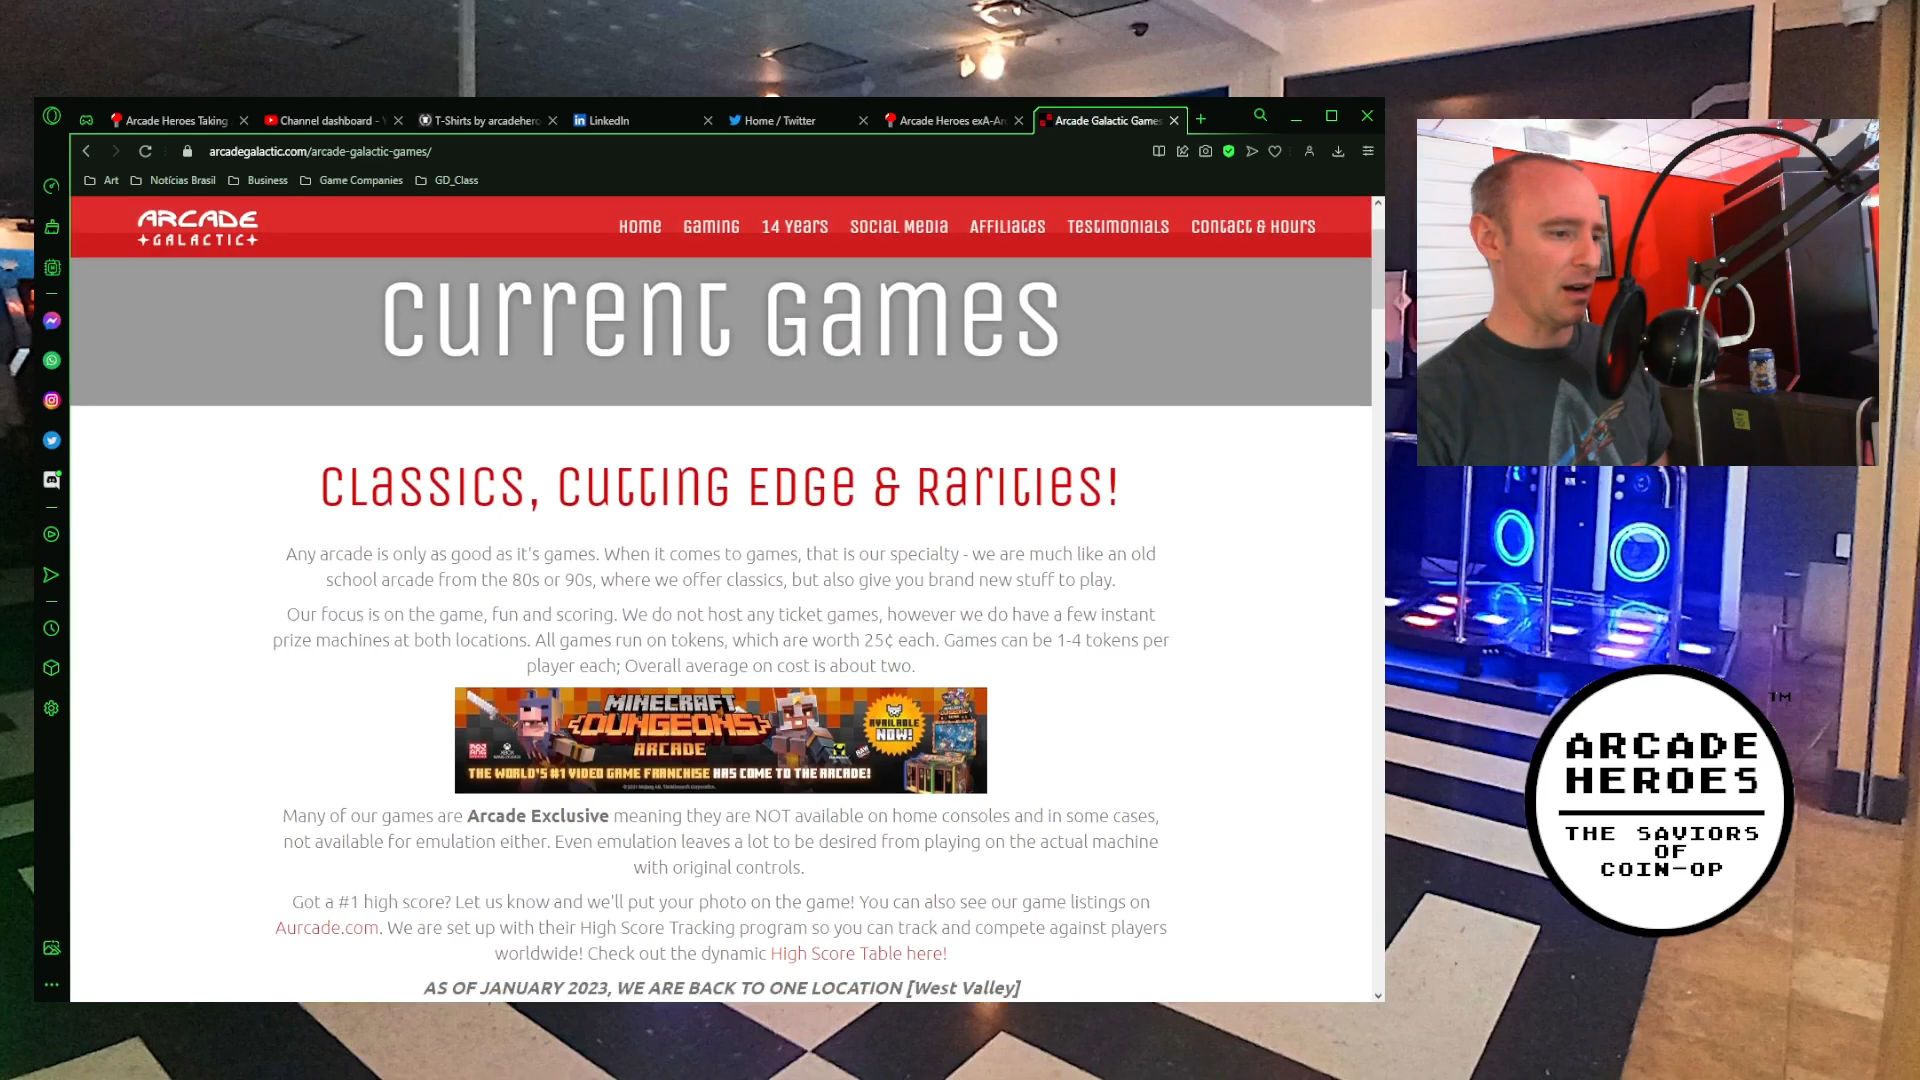 Arcade Heroes Taking
Channel dashboard -
T-Shirts by arcadehero
LinkedIn
Home / Twitter
Arcade Heroes exA-Arc
Arcade Galactic Games
arcadegalactic.com/arcade-galactic-games/
Art
Notícias Brasil
Business
Game Companies
GD_Class
ARCADE
GALACTIC
Home
Gaming
14 Years
Social Media
Affiliates
Testimonials
Contact & Hours
Current Games
Classics, Cutting Edge & Rarities!
Any arcade is only as good as it's games. When it comes to games, that is our specialty - we are much like an old
school arcade from the 80s or 90s, where we offer classics, but also give you brand new stuff to play.
Our focus is on the game, fun and scoring. We do not host any ticket games, however we do have a few instant
prize machines at both locations. All games run on tokens, which are worth 25¢ each. Games can be 1-4 tokens per
player each; Overall average on cost is about two.
MINECRAFT
DUNGEONS
ARCADE
AVAILABLE
NOW!
THE WORLD'S #1 VIDEO GAME FRANCHISE HAS COME TO THE ARCADE!
Many of our games are Arcade Exclusive meaning they are NOT available on home consoles and in some cases,
not available for emulation either. Even emulation leaves a lot to be desired from playing on the actual machine
with original controls.
Got a #1 high score? Let us know and we'll put your photo on the game! You can also see our game listings on
Aurcade.com. We are set up with their High Score Tracking program so you can track and compete against players
worldwide! Check out the dynamic High Score Table here!
AS OF JANUARY 2023, WE ARE BACK TO ONE LOCATION [West Valley]
TM
ARCADE
HEROES
THE SAVIORS
OF
COIN-OP